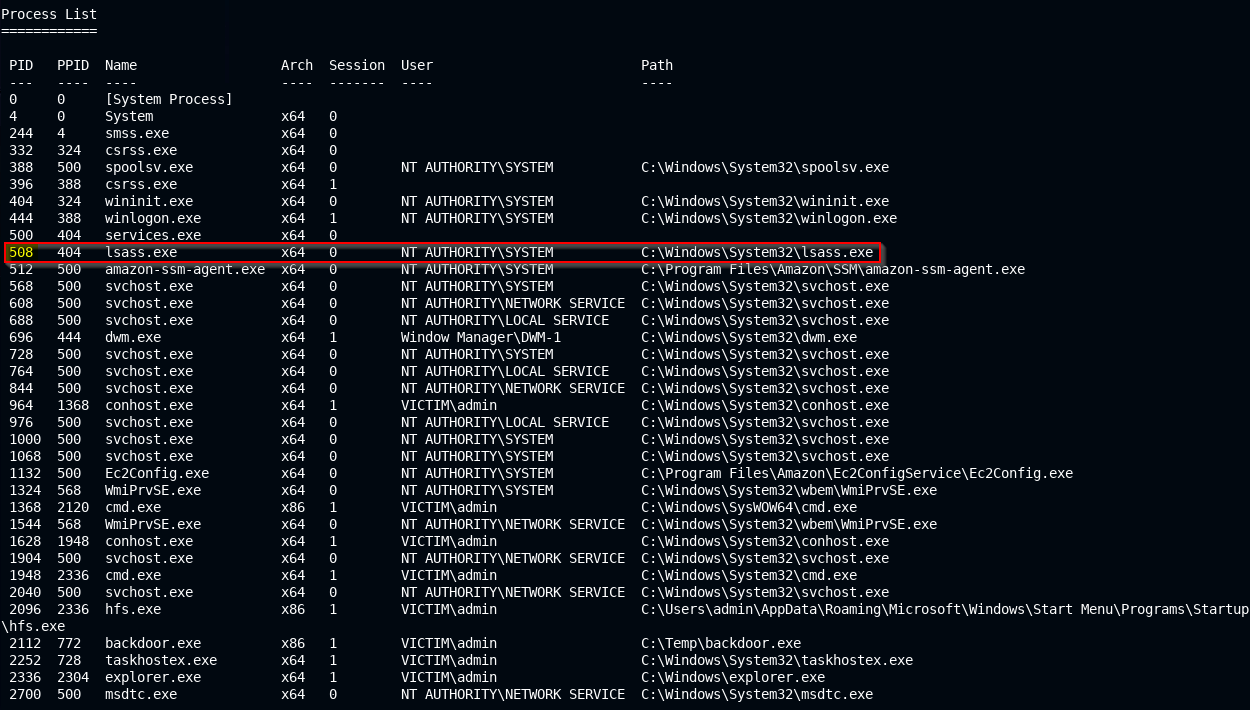 Process List
============
PID   PPID  Name                  Arch  Session  User                          Path
---   ----  ----                  ----  -------  ----                          ----
0     0     [System Process]
4     0     System                x64   0
244   4     smss.exe              x64   0
332   324   csrss.exe             x64   0
388   500   spoolsv.exe           x64   0        NT AUTHORITY\SYSTEM           C:\Windows\System32\spoolsv.exe
396   388   csrss.exe             x64   1
404   324   wininit.exe           x64   0        NT AUTHORITY\SYSTEM           C:\Windows\System32\wininit.exe
444   388   winlogon.exe          x64   1        NT AUTHORITY\SYSTEM           C:\Windows\System32\winlogon.exe
500   404   services.exe          x64   0
508   404   lsass.exe             x64   0        NT AUTHORITY\SYSTEM           C:\Windows\System32\lsass.exe
512   500   amazon-ssm-agent.exe  x64   0        NT AUTHORITY\SYSTEM           C:\Program Files\Amazon\SSM\amazon-ssm-agent.exe
568   500   svchost.exe           x64   0        NT AUTHORITY\SYSTEM           C:\Windows\System32\svchost.exe
608   500   svchost.exe           x64   0        NT AUTHORITY\NETWORK SERVICE  C:\Windows\System32\svchost.exe
688   500   svchost.exe           x64   0        NT AUTHORITY\LOCAL SERVICE    C:\Windows\System32\svchost.exe
696   444   dwm.exe               x64   1        Window Manager\DWM-1          C:\Windows\System32\dwm.exe
728   500   svchost.exe           x64   0        NT AUTHORITY\SYSTEM           C:\Windows\System32\svchost.exe
764   500   svchost.exe           x64   0        NT AUTHORITY\LOCAL SERVICE    C:\Windows\System32\svchost.exe
844   500   svchost.exe           x64   0        NT AUTHORITY\NETWORK SERVICE  C:\Windows\System32\svchost.exe
964   1368  conhost.exe           x64   1        VICTIM\admin                  C:\Windows\System32\conhost.exe
976   500   svchost.exe           x64   0        NT AUTHORITY\LOCAL SERVICE    C:\Windows\System32\svchost.exe
1000  500   svchost.exe           x64   0        NT AUTHORITY\SYSTEM           C:\Windows\System32\svchost.exe
1068  500   svchost.exe           x64   0        NT AUTHORITY\SYSTEM           C:\Windows\System32\svchost.exe
1132  500   Ec2Config.exe         x64   0        NT AUTHORITY\SYSTEM           C:\Program Files\Amazon\Ec2ConfigService\Ec2Config.exe
1324  568   WmiPrvSE.exe          x64   0        NT AUTHORITY\SYSTEM           C:\Windows\System32\wbem\WmiPrvSE.exe
1368  2120  cmd.exe               x86   1        VICTIM\admin                  C:\Windows\SysWOW64\cmd.exe
1544  568   WmiPrvSE.exe          x64   0        NT AUTHORITY\NETWORK SERVICE  C:\Windows\System32\wbem\WmiPrvSE.exe
1628  1948  conhost.exe           x64   1        VICTIM\admin                  C:\Windows\System32\conhost.exe
1904  500   svchost.exe           x64   0        NT AUTHORITY\NETWORK SERVICE  C:\Windows\System32\svchost.exe
1948  2336  cmd.exe               x64   1        VICTIM\admin                  C:\Windows\System32\cmd.exe
2040  500   svchost.exe           x64   0        NT AUTHORITY\NETWORK SERVICE  C:\Windows\System32\svchost.exe
2096  2336  hfs.exe               x86   1        VICTIM\admin                  C:\Users\admin\AppData\Roaming\Microsoft\Windows\Start Menu\Programs\Startup
\hfs.exe
2112  772   backdoor.exe          x86   1        VICTIM\admin                  C:\Temp\backdoor.exe
2252  728   taskhostex.exe        x64   1        VICTIM\admin                  C:\Windows\System32\taskhostex.exe
2336  2304  explorer.exe          x64   1        VICTIM\admin                  C:\Windows\explorer.exe
2700  500   msdtc.exe             x64   0        NT AUTHORITY\NETWORK SERVICE  C:\Windows\System32\msdtc.exe